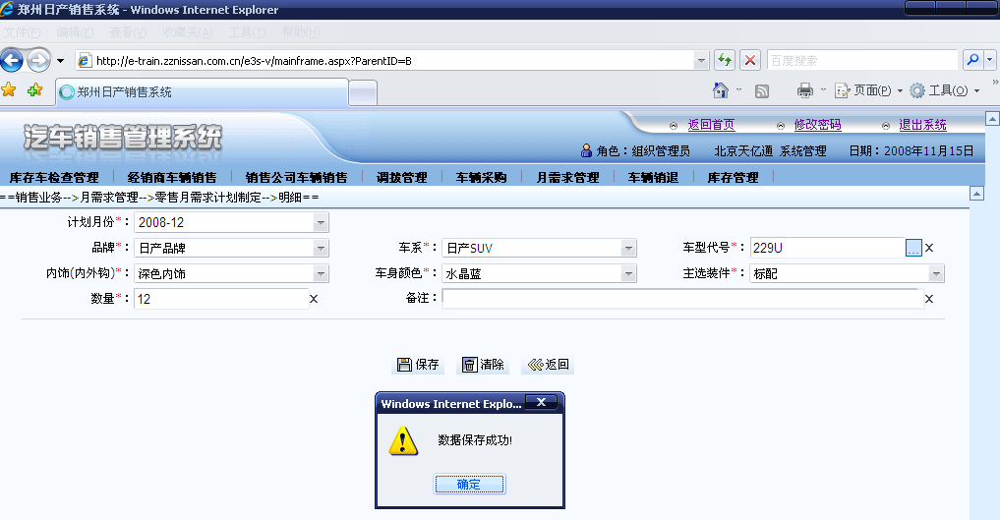 郑州日产销售系统 - Windows Internet Explorer
文件(F) 编辑(E) 查看(V) 收藏夹(A) 工具(T) 帮助(H)
http://e-train.zznissan.com.cn/e3s-v/mainframe.aspx?ParentID=B 百度搜索
郑州日产销售系统 页面(P) 工具(O)
汽车销售管理系统 返回首页 修改密码 退出系统
角色：组织管理员 北京天亿通 系统管理 日期：2008年11月15日
库存车检查管理 经销商车辆销售 销售公司车辆销售 调拨管理 车辆采购 月需求管理 车辆销退 库存管理
==销售业务-->月需求管理-->零售月需求计划制定-->明细==
计划月份*： 2008-12
品牌*： 日产品牌 车系*： 日产SUV 车型代号*： 229U ... X
内饰(内外钩)*： 深色内饰 车身颜色*： 水晶蓝 主选装件*： 标配
数量*： 12 X 备注： X
保存 清除 返回
Windows Internet Explo... X
数据保存成功!
确定